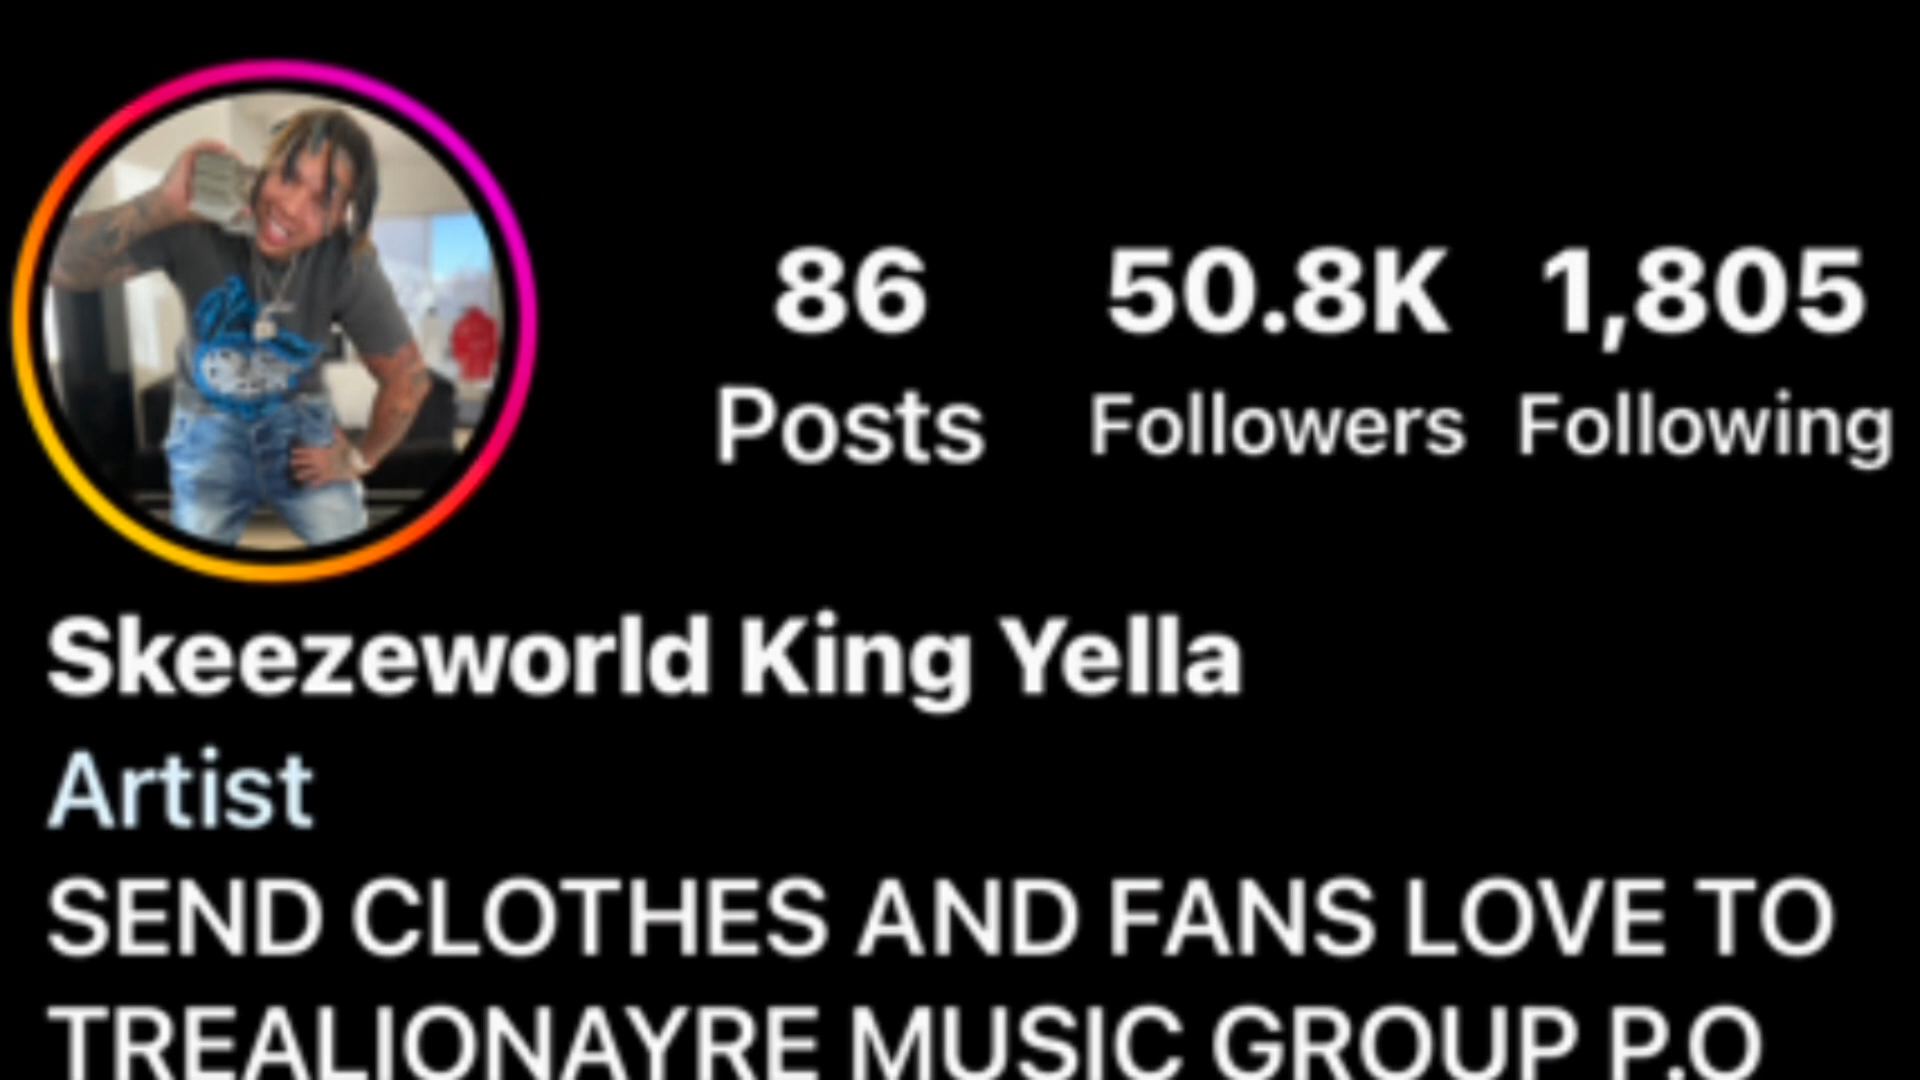 86 50.8K 1,805
Posts Followers Following
Skeezeworld King Yella
Artist
SEND CLOTHES AND FANS LOVE TO
TREALIONAYRE MUSIC GROUP P.O